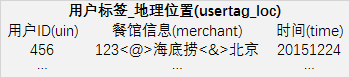 用户标签_地理位置(usertag_loc)
用户ID(uin) 餐馆信息(merchant) 时间(time)
456 123<@>海底捞<&>北京 20151224
... ... ...